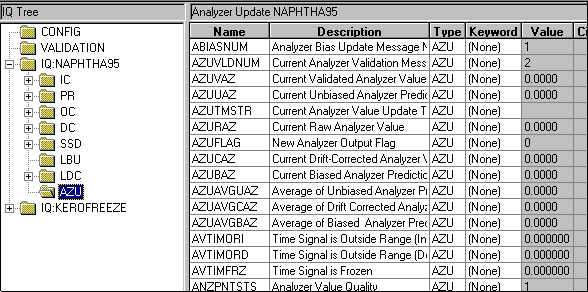 IQ Tree
Analyzer Update NAPHTHA95
CONFIG
VALIDATION
IQ:NAPHTHA95
IC
PR
OC
DC
SSD
LBU
LDC
AZU
IQ:KEROFREEZE
Name Description Type Keyword Value
ABIASNUM Analyzer Bias Update Message N AZU (None) 1
AZUVLDNUM Current Analyzer Validation Mess AZU (None) 2
AZUVAZ Current Validated Analyzer Value AZU (None) 0.0000
AZUUAZ Current Unbiased Analyzer Predic AZU (None) 0.0000
AZUTMSTR Current Analyzer Value Update T AZU (None)
AZURAZ Current Raw Analyzer Value AZU (None) 0.0000
AZUFLAG New Analyzer Output Flag AZU (None) 0
AZUCAZ Current Drift-Corrected Analyzer AZU (None) 0.0000
AZUBAZ Current Biased Analyzer Predictic AZU (None) 0.0000
AZUAVGUAZ Average of Unbiased Analyzer P AZU (None) 0.0000
AZUAVGCAZ Average of Drift Corrected Analyz AZU (None) 0.0000
AZUAVGBAZ Average of Biased Analyzer Prec AZU (None) 0.0000
AVTIMORI Time Signal is Outside Range (In AZU (None) 0.000000
AVTIMORD Time Signal is Outside Range (D AZU (None) 0.000000
AVTIMFRZ Time Signal is Frozen AZU (None) 0.000000
ANZPNTSTS Analyzer Value Quality AZU (None) 1